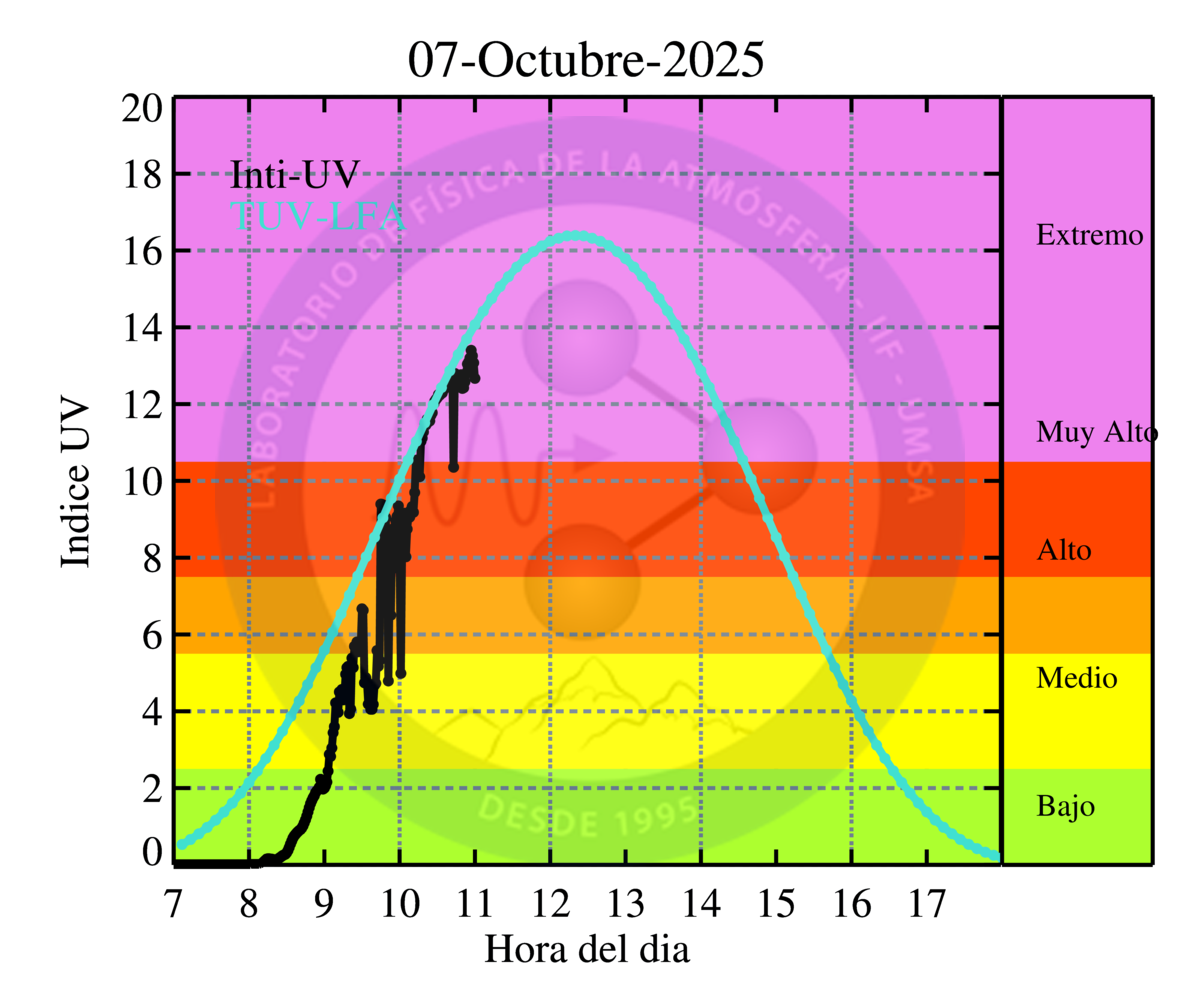 07-Octubre-2025
20
18
16
14
12
10
8
6
4
2
0
Indice UV
Inti-UV
TUV-LFA
LABORATORIO DE FÍSICA DE LA ATMÓSFERA - IIF - UMSA
DESDE 1995
Extremo
Muy Alto
Alto
Medio
Bajo
7 8 9 10 11 12 13 14 15 16 17
Hora del dia